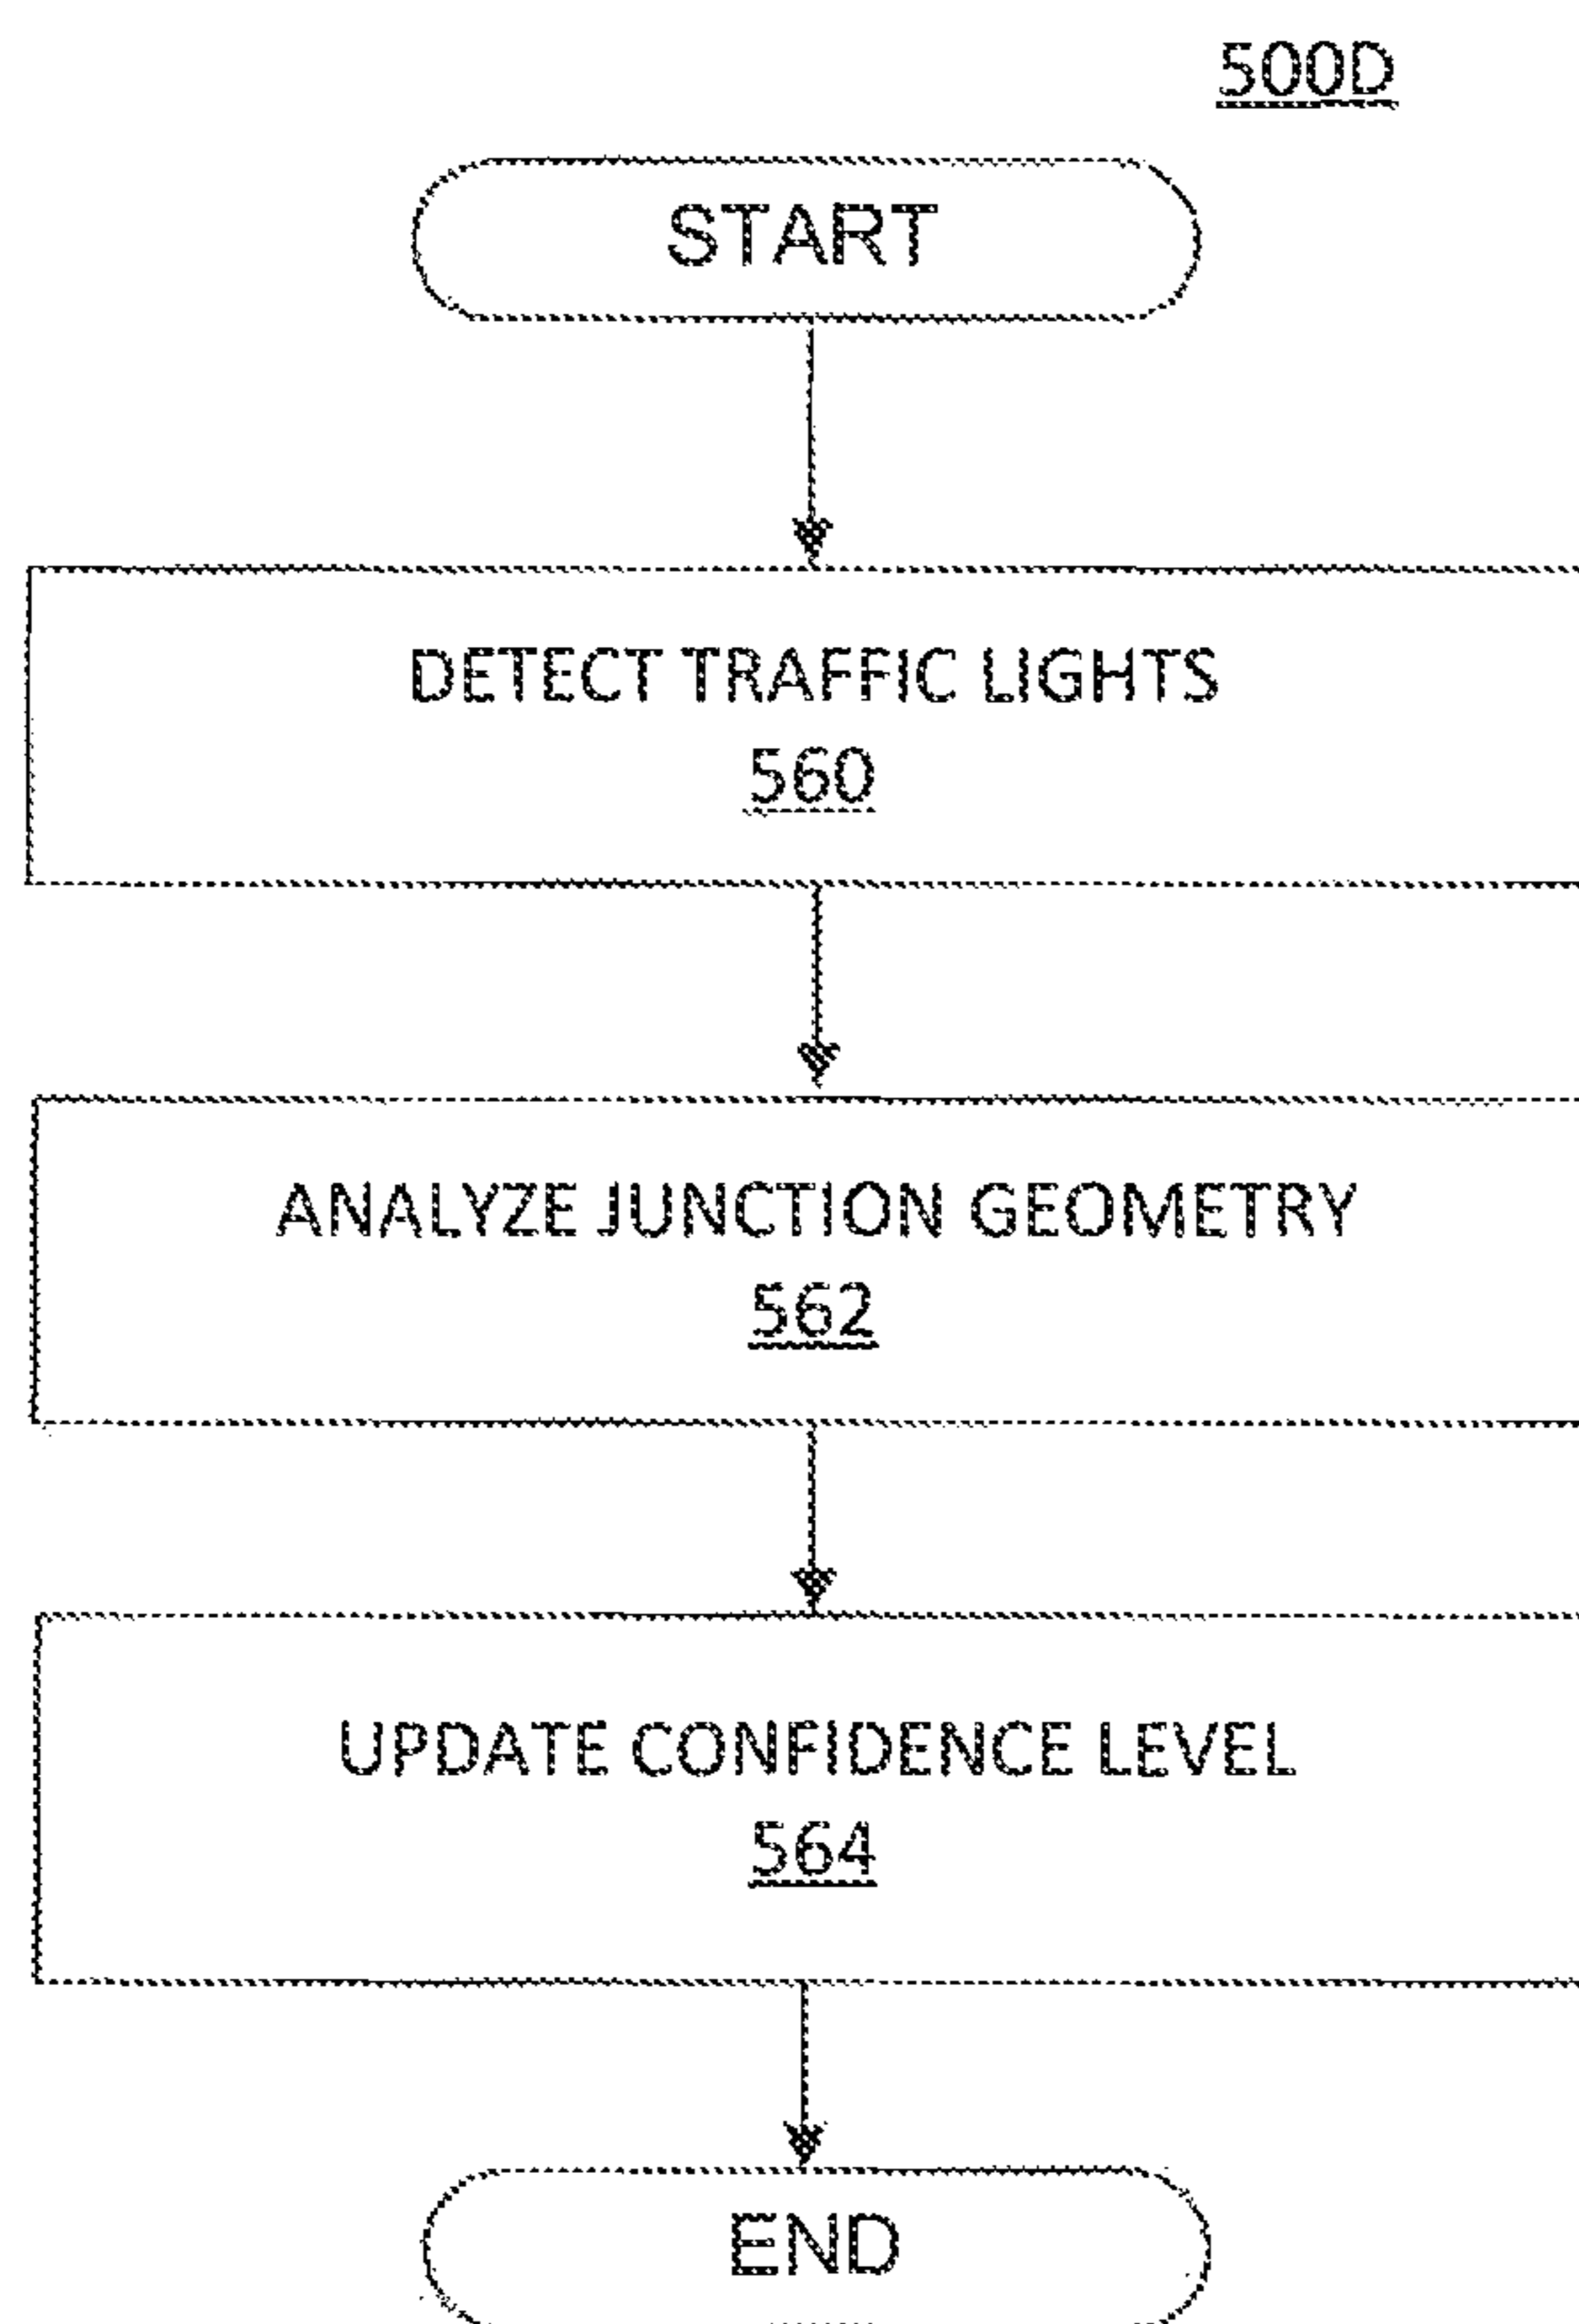 500D
START
DETECT TRAFFIC LIGHTS
560
ANALYZE JUNCTION GEOMETRY
562
UPDATE CONFIDENCE LEVEL
564
END